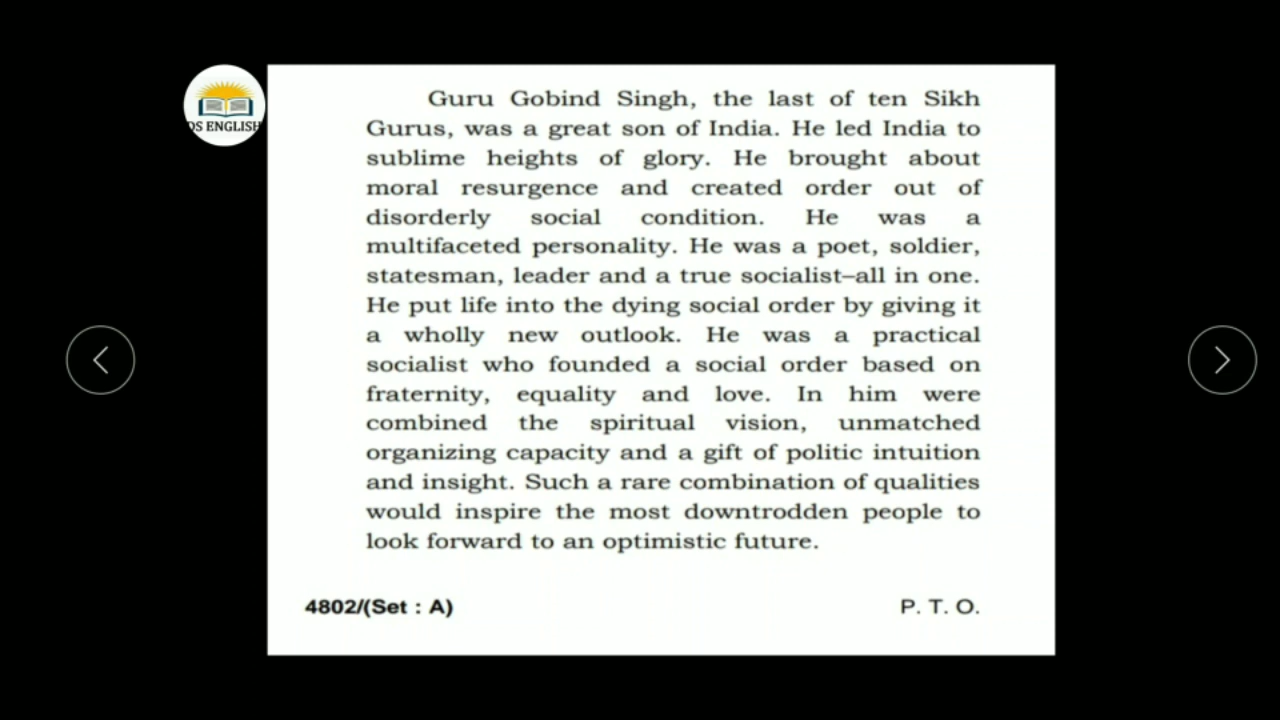 DS ENGLISH
Guru Gobind Singh, the last of ten Sikh
Gurus, was a great son of India. He led India to
sublime heights of glory. He brought about
moral resurgence and created order out of
disorderly social condition. He was a
multifaceted personality. He was a poet, soldier,
statesman, leader and a true socialist–all in one.
He put life into the dying social order by giving it
a wholly new outlook. He was a practical
socialist who founded a social order based on
fraternity, equality and love. In him were
combined the spiritual vision, unmatched
organizing capacity and a gift of politic intuition
and insight. Such a rare combination of qualities
would inspire the most downtrodden people to
look forward to an optimistic future.
4802/(Set : A) P. T. O.